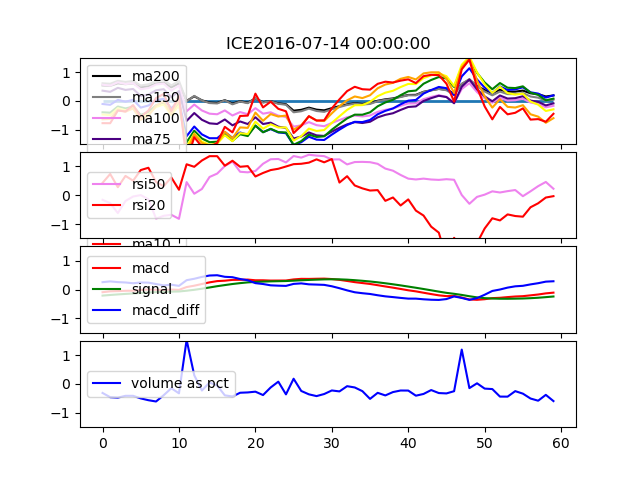 ICE2016-07-14 00:00:00
1
0
−1
ma200
ma150
ma100
ma75
1
0
−1
rsi50
rsi20
ma10
1
0
−1
macd
signal
macd_diff
1
0
−1
volume as pct
0 10 20 30 40 50 60